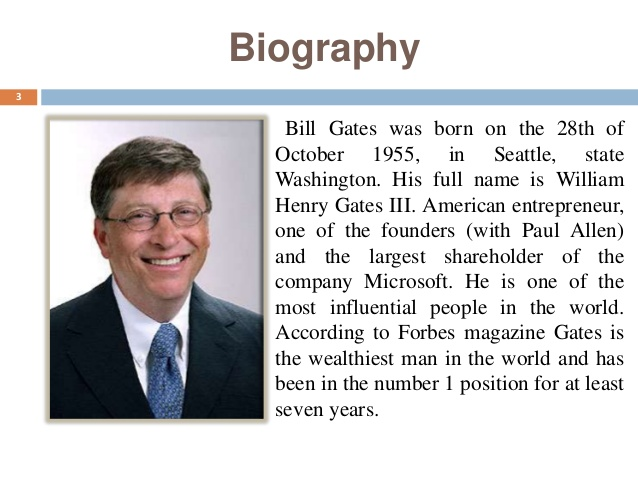 Biography
3
Bill Gates was born on the 28th of
October 1955, in Seattle, state
Washington. His full name is William
Henry Gates III. American entrepreneur,
one of the founders (with Paul Allen)
and the largest shareholder of the
company Microsoft. He is one of the
most influential people in the world.
According to Forbes magazine Gates is
the wealthiest man in the world and has
been in the number 1 position for at least
seven years.